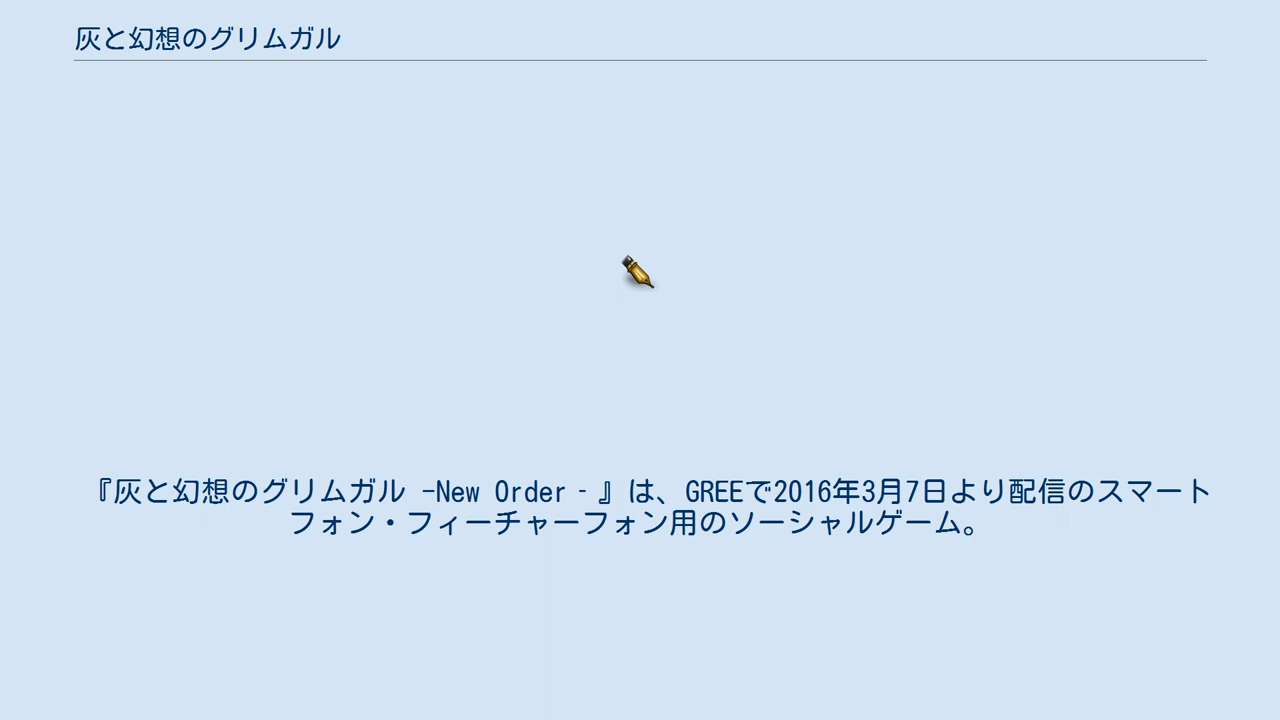 灰と幻想のグリムガル
『灰と幻想のグリムガル -New Order‐』は、GREEで2016年3月7日より配信のスマート
フォン・フィーチャーフォン用のソーシャルゲーム。